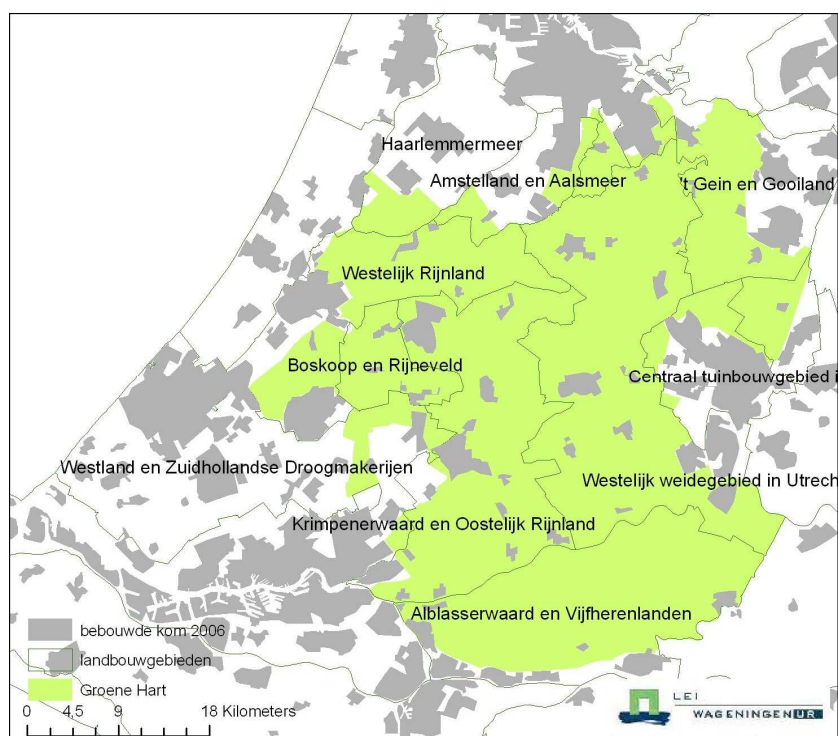 Haarlemmermeer
Amstelland en Aalsmeer
't Gein en Gooiland
Westelijk Rijnland
Boskoop en Rijneveld
Centraal tuinbouwgebied i
Westland en Zuidhollandse Droogmakerijen
Westelijk weidegebied in Utrech
Krimpenerwaard en Oostelijk Rijnland
Alblasserwaard en Vijfherenlanden
bebouwde kom 2006
landbouwgebieden
Groene Hart
0 4,5 9 18 Kilometers
LEI
WAGENINGEN UR